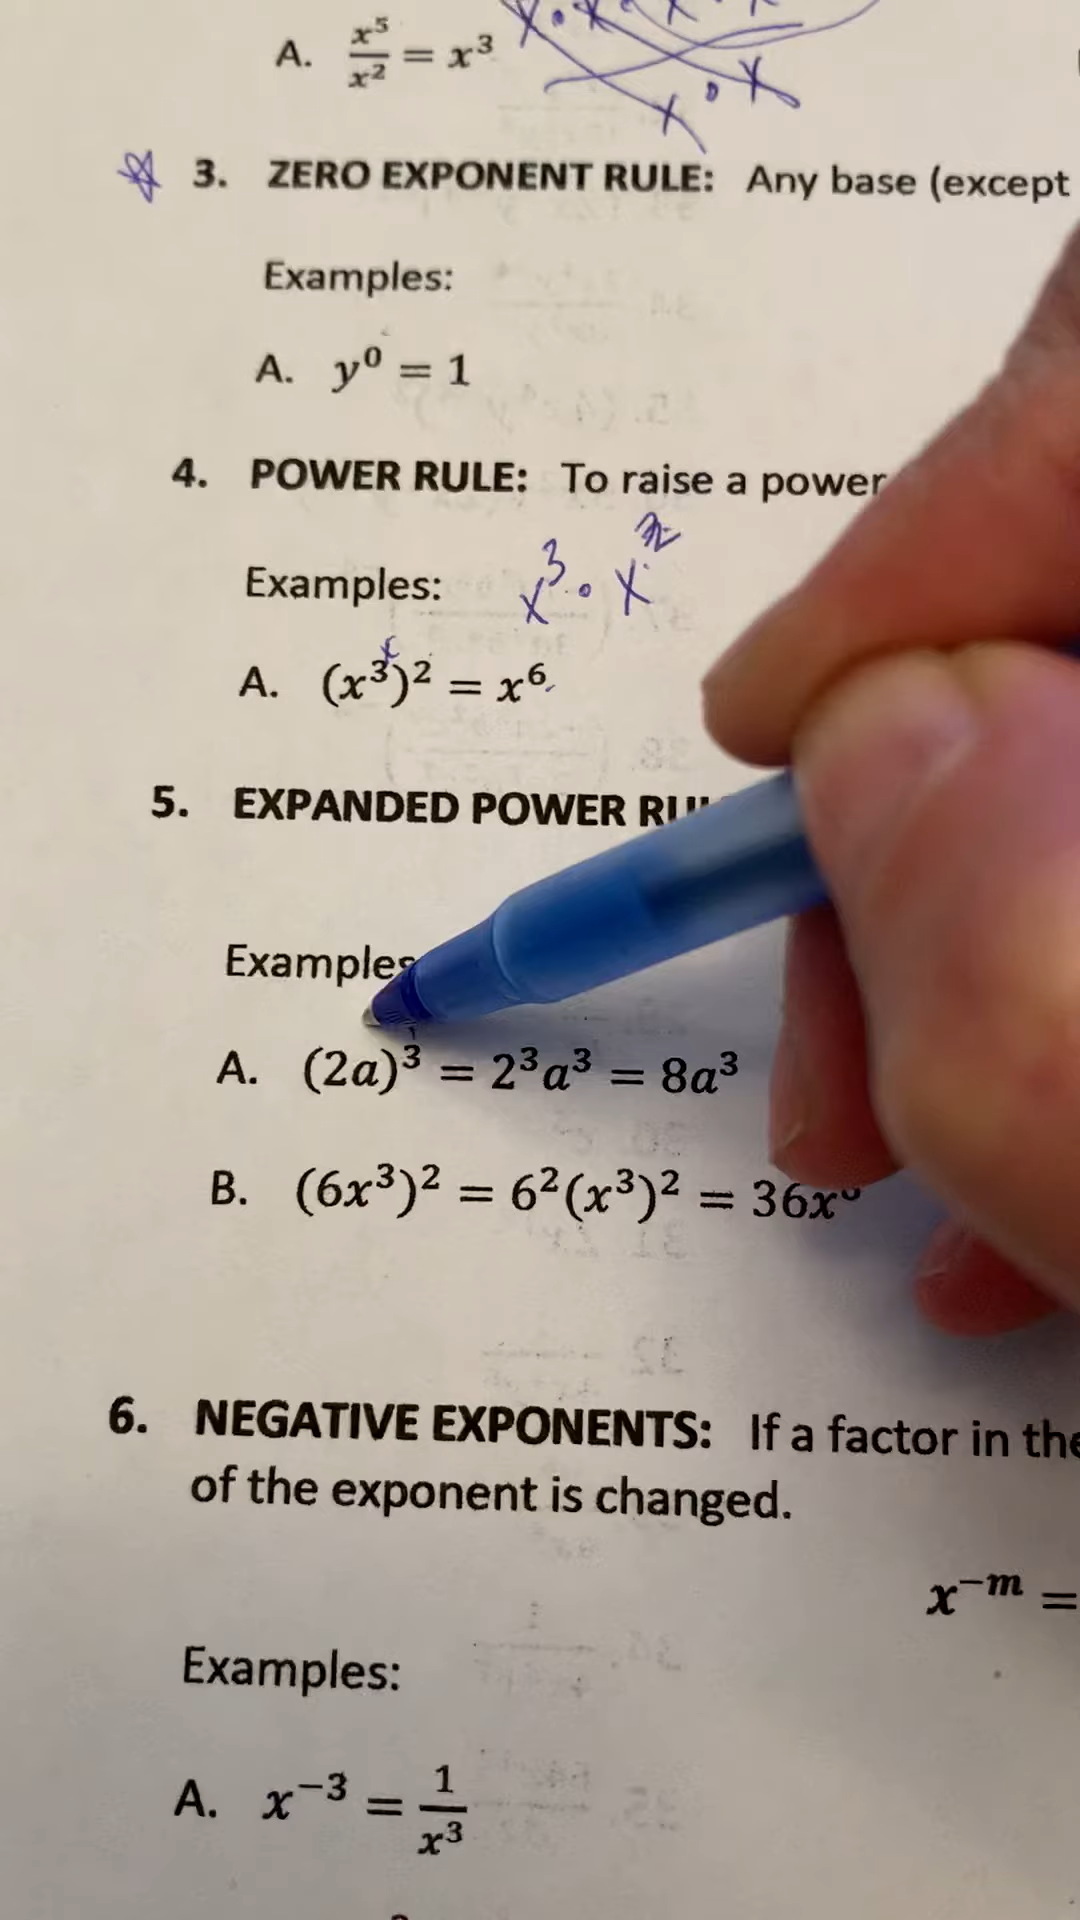 A. x⁵/x² = x³ x · x · x · x
x · x
3. ZERO EXPONENT RULE: Any base (except
Examples:
A. y⁰ = 1
4. POWER RULE: To raise a power
x³ · x²
Examples:
A. (x³)² = x⁶
5. EXPANDED POWER
Examples
A. (2a)³ = 2³a³ = 8a³
B. (6x³)² = 6²(x³)² = 36x
6. NEGATIVE EXPONENTS: If a factor in the
of the exponent is changed.
x⁻ᵐ =
Examples:
A. x⁻³ = 1/x³